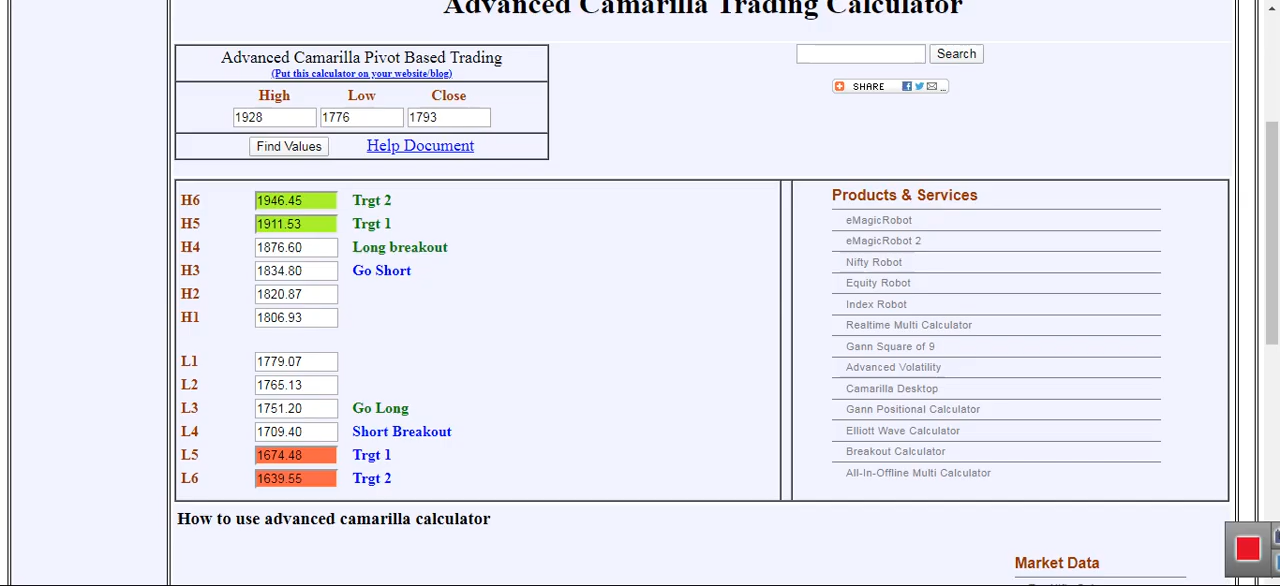 Advanced Camarilla Trading Calculator
Advanced Camarilla Pivot Based Trading
(Put this calculator on your website/blog)
High Low Close
1928 1776 1793
Find Values Help Document
Search
SHARE ...
H6 1946.45 Trgt 2
H5 1911.53 Trgt 1
H4 1876.60 Long breakout
H3 1834.80 Go Short
H2 1820.87
H1 1806.93
L1 1779.07
L2 1765.13
L3 1751.20 Go Long
L4 1709.40 Short Breakout
L5 1674.48 Trgt 1
L6 1639.55 Trgt 2
Products & Services
eMagicRobot
eMagicRobot 2
Nifty Robot
Equity Robot
Index Robot
Realtime Multi Calculator
Gann Square of 9
Advanced Volatility
Camarilla Desktop
Gann Positional Calculator
Elliott Wave Calculator
Breakout Calculator
All-In-Offline Multi Calculator
How to use advanced camarilla calculator
Market Data